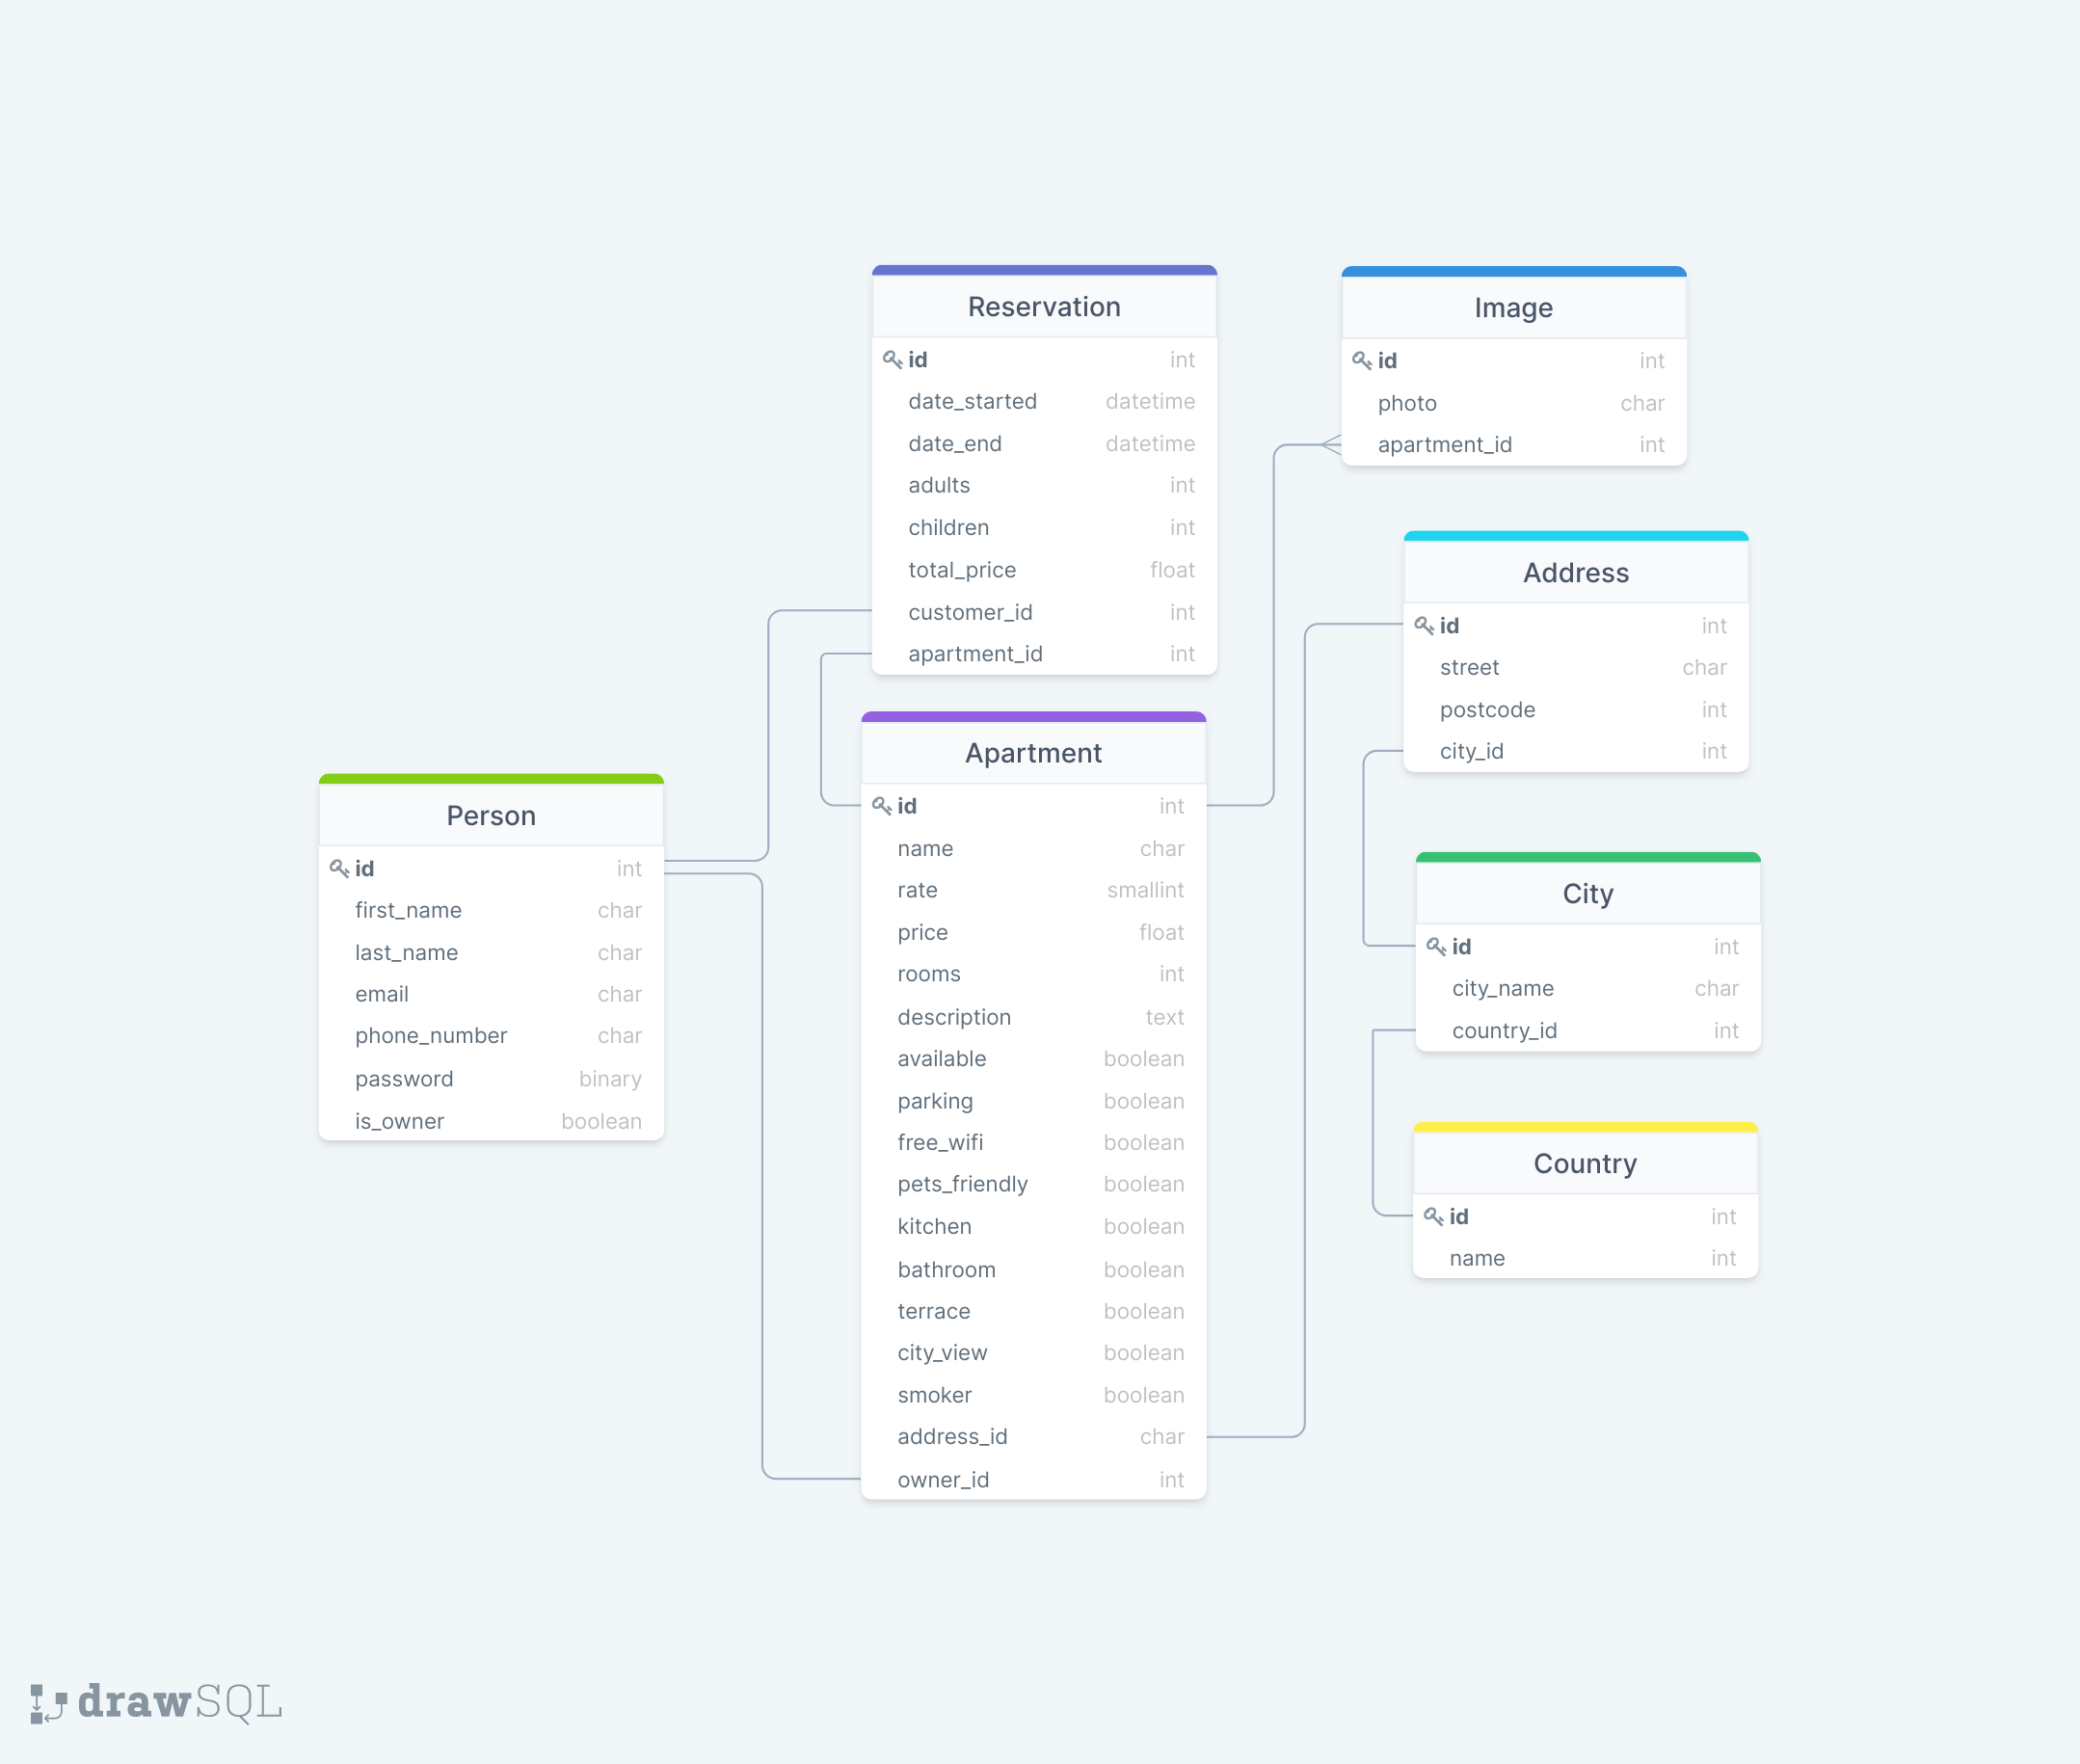 Reservation
id int
date_started datetime
date_end datetime
adults int
children int
total_price float
customer_id int
apartment_id int
Image
id int
photo char
apartment_id int
Address
id int
street char
postcode int
city_id int
Person
id int
first_name char
last_name char
email char
phone_number char
password binary
is_owner boolean
Apartment
id int
name char
rate smallint
price float
rooms int
description text
available boolean
parking boolean
free_wifi boolean
pets_friendly boolean
kitchen boolean
bathroom boolean
terrace boolean
city_view boolean
smoker boolean
address_id char
owner_id int
City
id int
city_name char
country_id int
Country
id int
name int
drawSQL